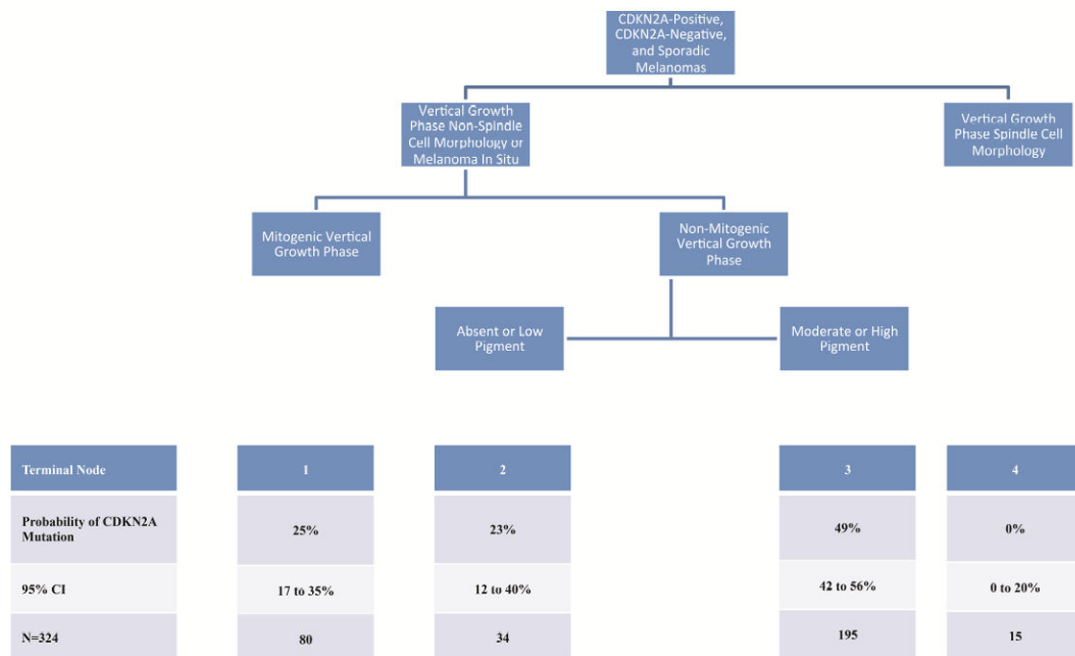 CDKN2A-Positive,
CDKN2A-Negative,
and Sporadic
Melanomas
Vertical Growth
Phase Non-Spindle
Cell Morphology or
Melanoma In Situ
Vertical Growth
Phase Spindle Cell
Morphology
Mitogenic Vertical
Growth Phase
Non-Mitogenic
Vertical Growth
Phase
Absent or Low
Pigment
Moderate or High
Pigment
Terminal Node 1 2 3 4
Probability of CDKN2A
Mutation 25% 23% 49% 0%
95% CI 17 to 35% 12 to 40% 42 to 56% 0 to 20%
N=324 80 34 195 15